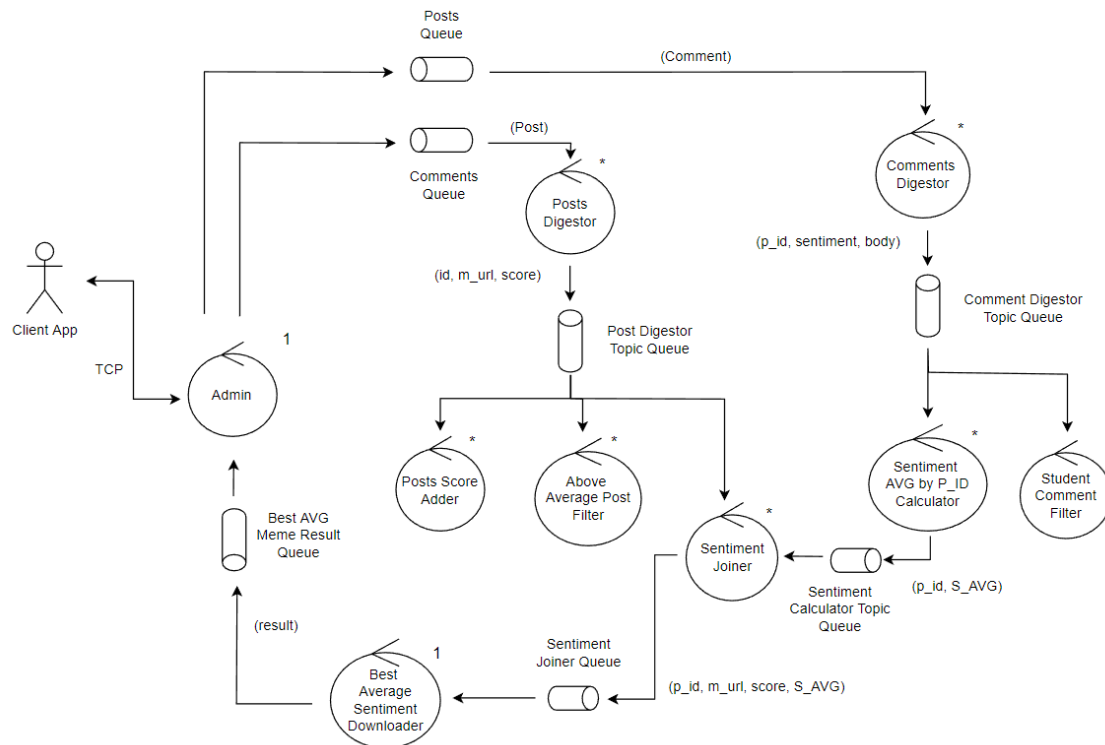 Posts
Queue
(Comment)
(Post)
*
Comments
Digestor
Comments
Queue
*
Posts
Digestor
(p_id, sentiment, body)
(id, m_url, score)
Client App
TCP
1
Admin
Post Digestor
Topic Queue
Comment Digestor
Topic Queue
*
Posts Score
Adder
*
Above
Average Post
Filter
*
Sentiment
AVG by P_ID
Calculator
*
Student
Comment
Filter
*
Sentiment
Joiner
Best AVG
Meme Result
Queue
Sentiment
Calculator Topic
Queue
(p_id, S_AVG)
(result)
Sentiment
Joiner Queue
(p_id, m_url, score, S_AVG)
1
Best
Average
Sentiment
Downloader